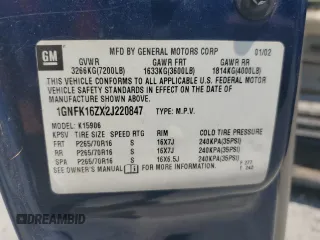 GM
MFD BY GENERAL MOTORS CORP 01/02
GVWR GAWR FRT GAWR RR
3266KG(7200LB) 1633KG(3600LB) 1814KG(4000LB)
THIS VEHICLE CONFORMS TO ALL APPLICABLE U.S. FEDERAL
VEHICLE SAFETY STANDARDS IN EFFECT ON THE DATE OF
MANUFACTURE SHOWN ABOVE.
1GNFK16ZX2J220847 TYPE: M.P.V.
MODEL: K15906
KPSV TIRE SIZE SPEED RTG RIM COLD TIRE PRESSURE
FRT P265/70R16 S 16X7J 240KPA(35PSI)
RR P265/70R16 S 16X7J 240KPA(35PSI)
SPA P265/70R16 S 16X6.5J 240KPA(35PSI)
SEE OWNER'S MANUAL FOR ADDITIONAL INFORMATION.
DREAMBID